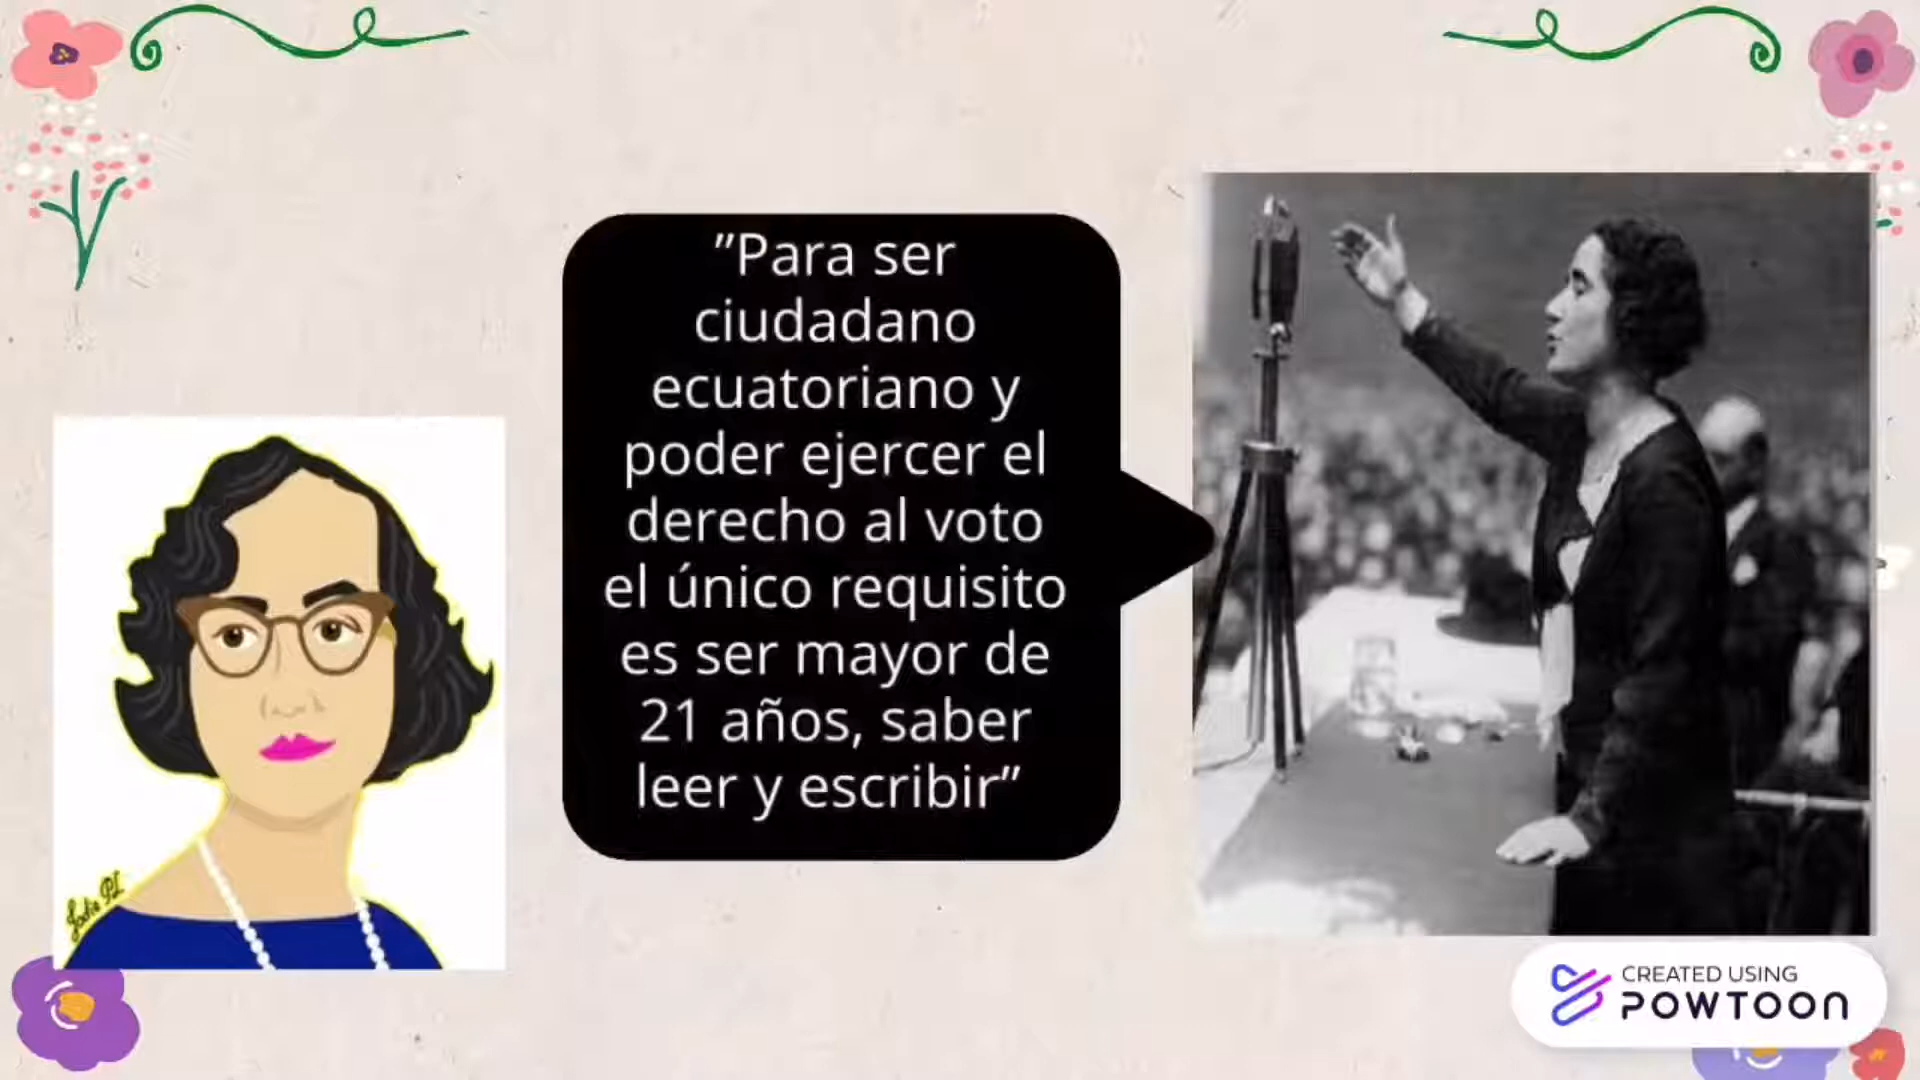 ”Para ser
ciudadano
ecuatoriano y
poder ejercer el
derecho al voto
el único requisito
es ser mayor de
21 años, saber
leer y escribir”
CREATED USING
POWTOON